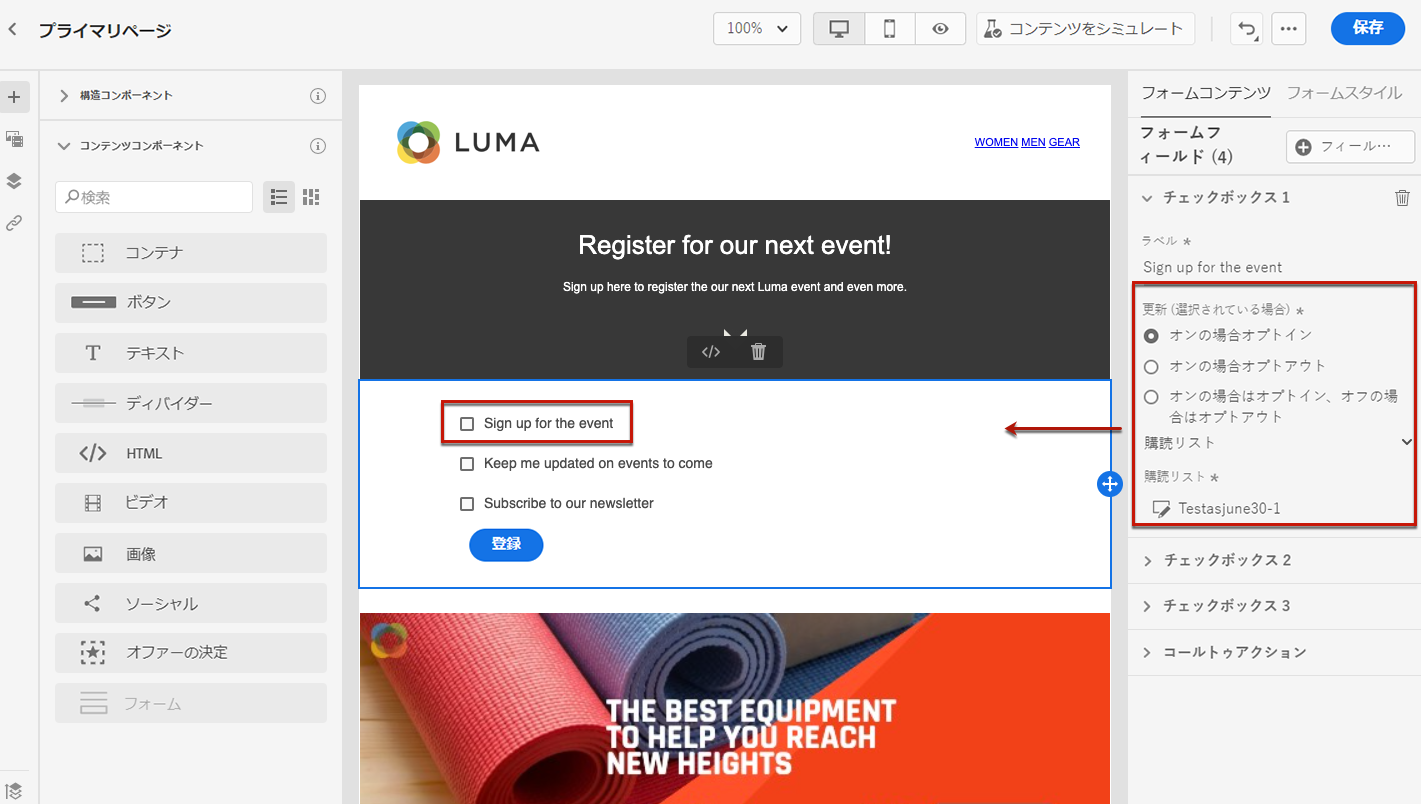 プライマリページ
100%
コンテンツをシミュレート
保存
構造コンポーネント
コンテンツコンポーネント
検索
コンテナ
ボタン
テキスト
ディバイダー
HTML
ビデオ
画像
ソーシャル
オファーの決定
フォーム
LUMA
WOMEN MEN GEAR
Register for our next event!
Sign up here to register the our next Luma event and even more.
Sign up for the event
Keep me updated on events to come
Subscribe to our newsletter
登録
THE BEST EQUIPMENT
TO HELP YOU REACH
NEW HEIGHTS
フォームコンテンツ フォームスタイル
フォームフ
ィールド (4)
フィール…
チェックボックス 1
ラベル *
Sign up for the event
更新 (選択されている場合) *
オンの場合オプトイン
オンの場合オプトアウト
オンの場合はオプトイン、オフの場
合はオプトアウト
購読リスト
購読リスト *
Testasjune30-1
チェックボックス 2
チェックボックス 3
コールトゥアクション